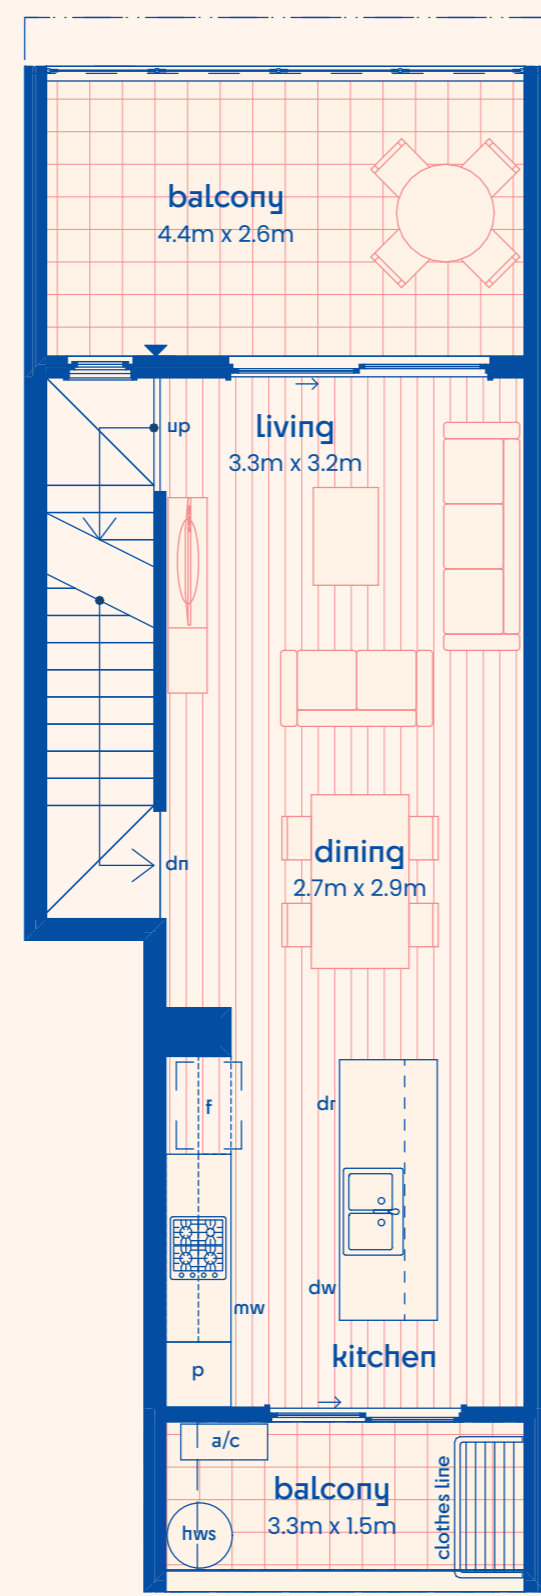 balcony
4.4m x 2.6m
up
living
3.3m x 3.2m
dining
2.7m x 2.9m
dn
f
dr
dw
mw
kitchen
p
a/c
balcony
3.3m x 1.5m
hws
clothes line